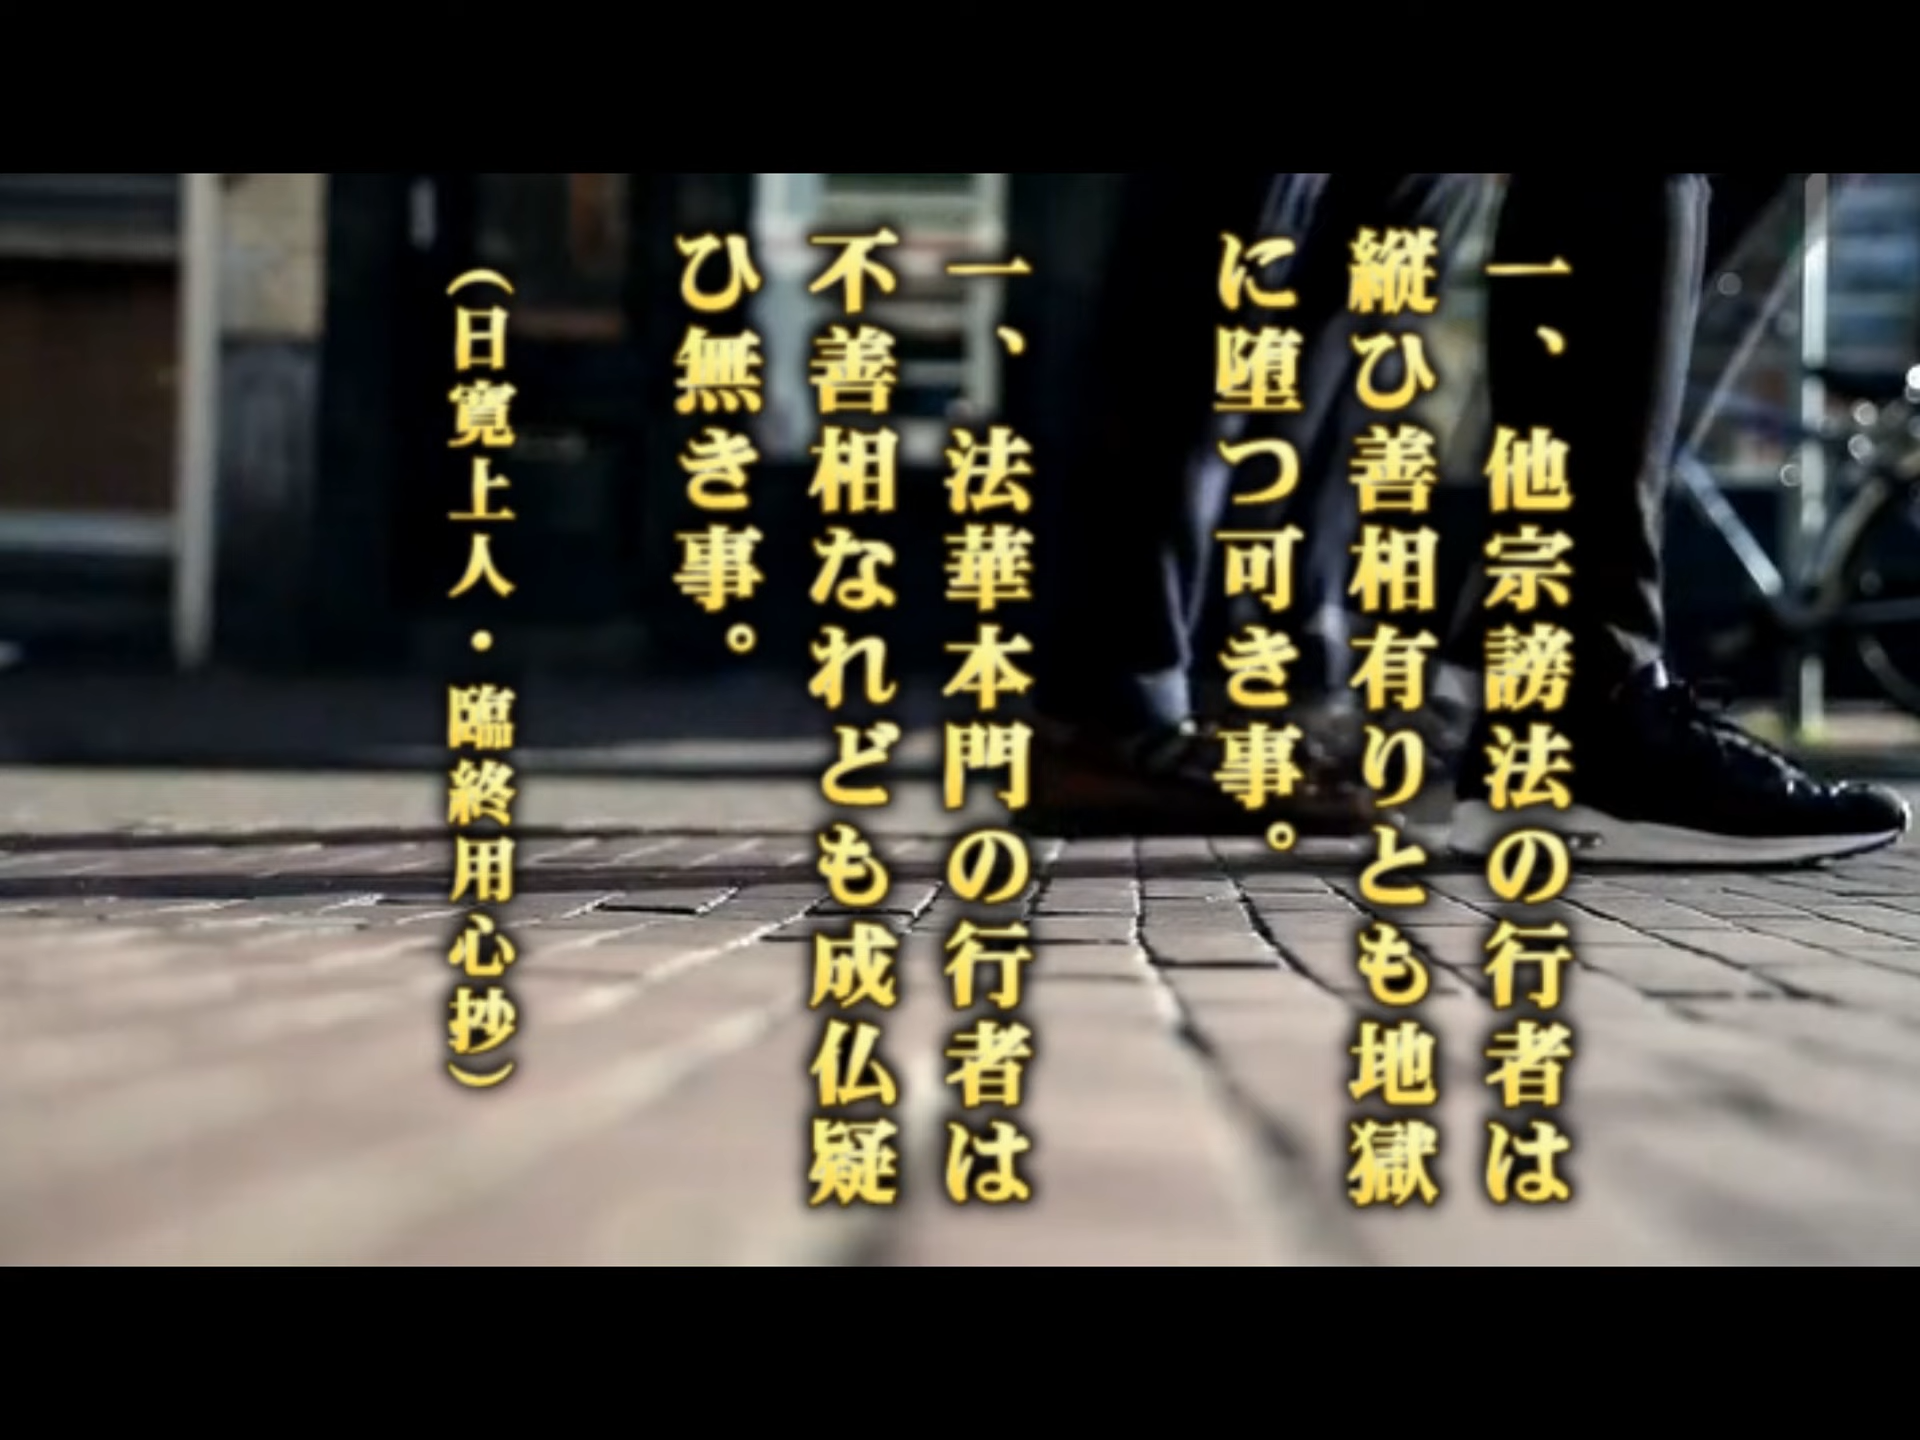 一、他宗謗法の行者は
縦ひ善相有りとも地獄
に堕つ可き事。
一、法華本門の行者は
不善相なれども成仏疑
ひ無き事。
（日寛上人・臨終用心抄）